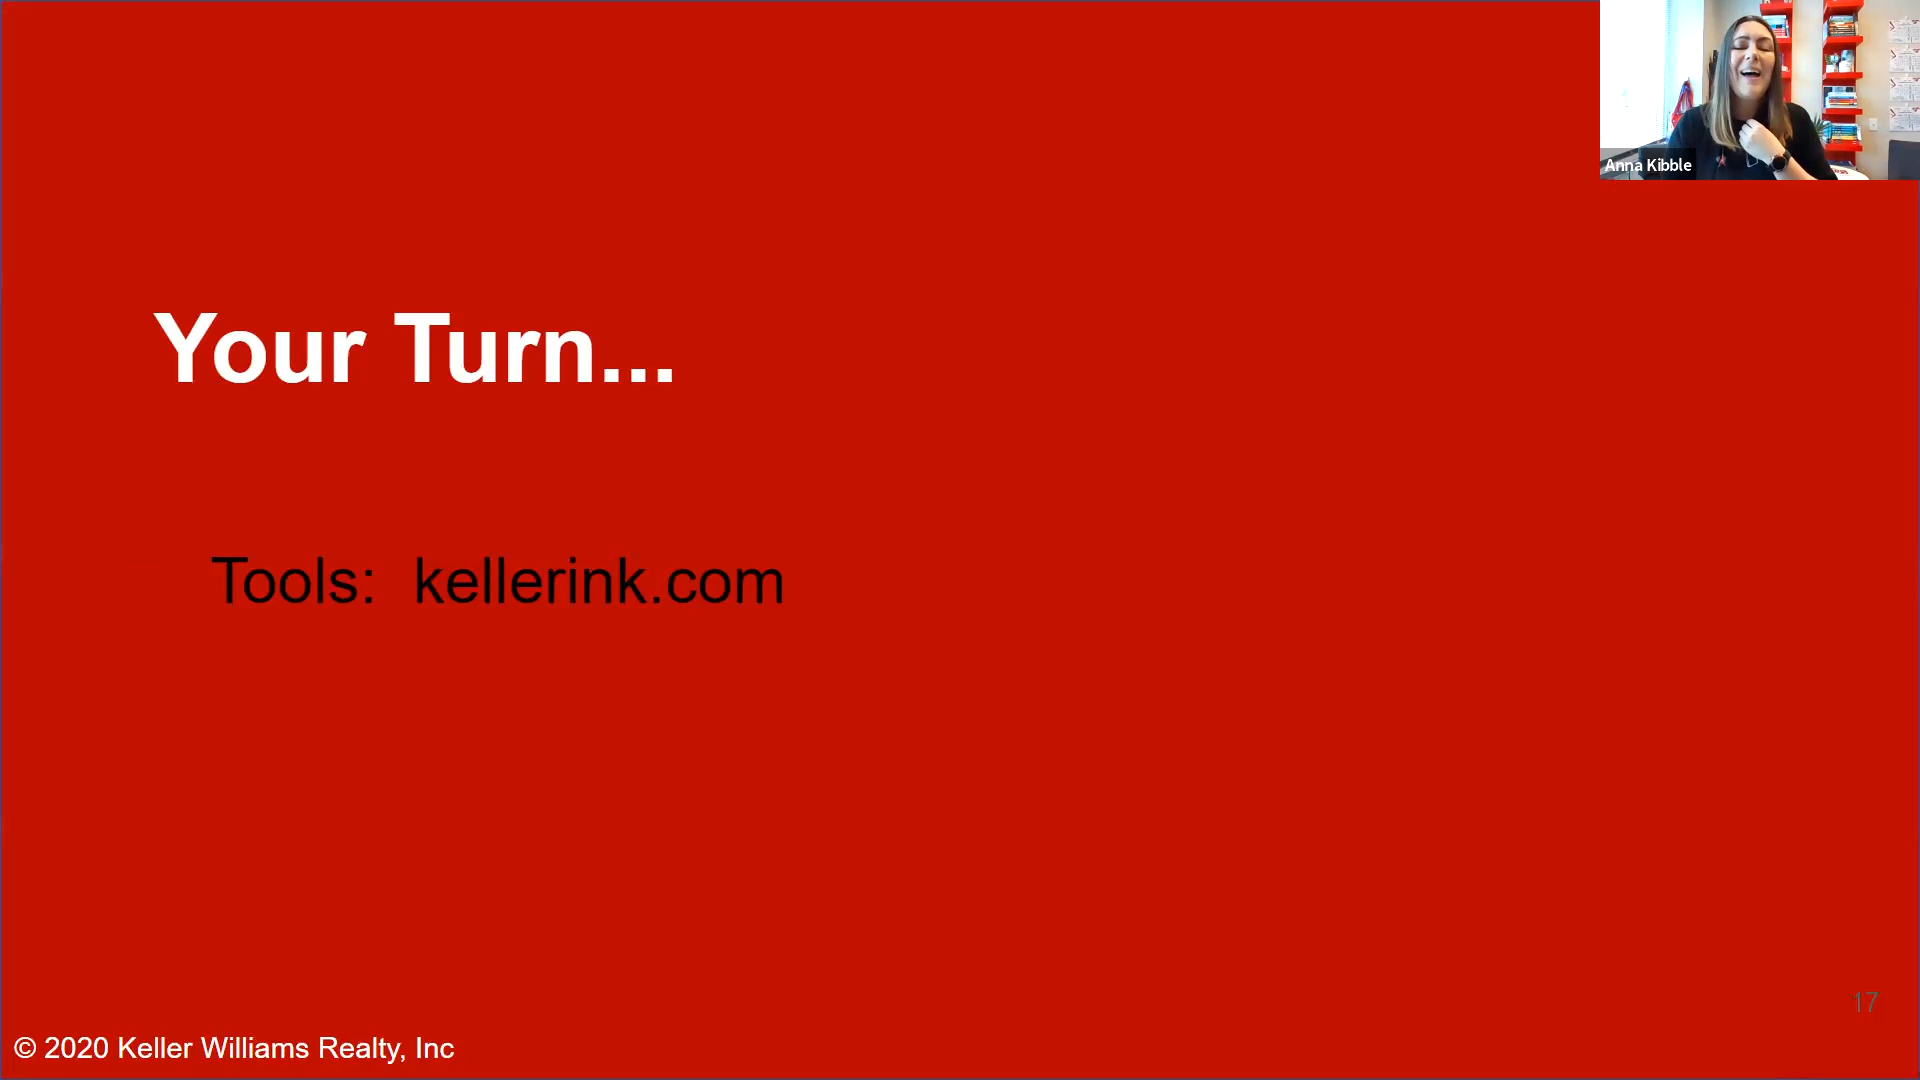 Anna Kibble
Your Turn...
Tools: kellerink.com
17
© 2020 Keller Williams Realty, Inc